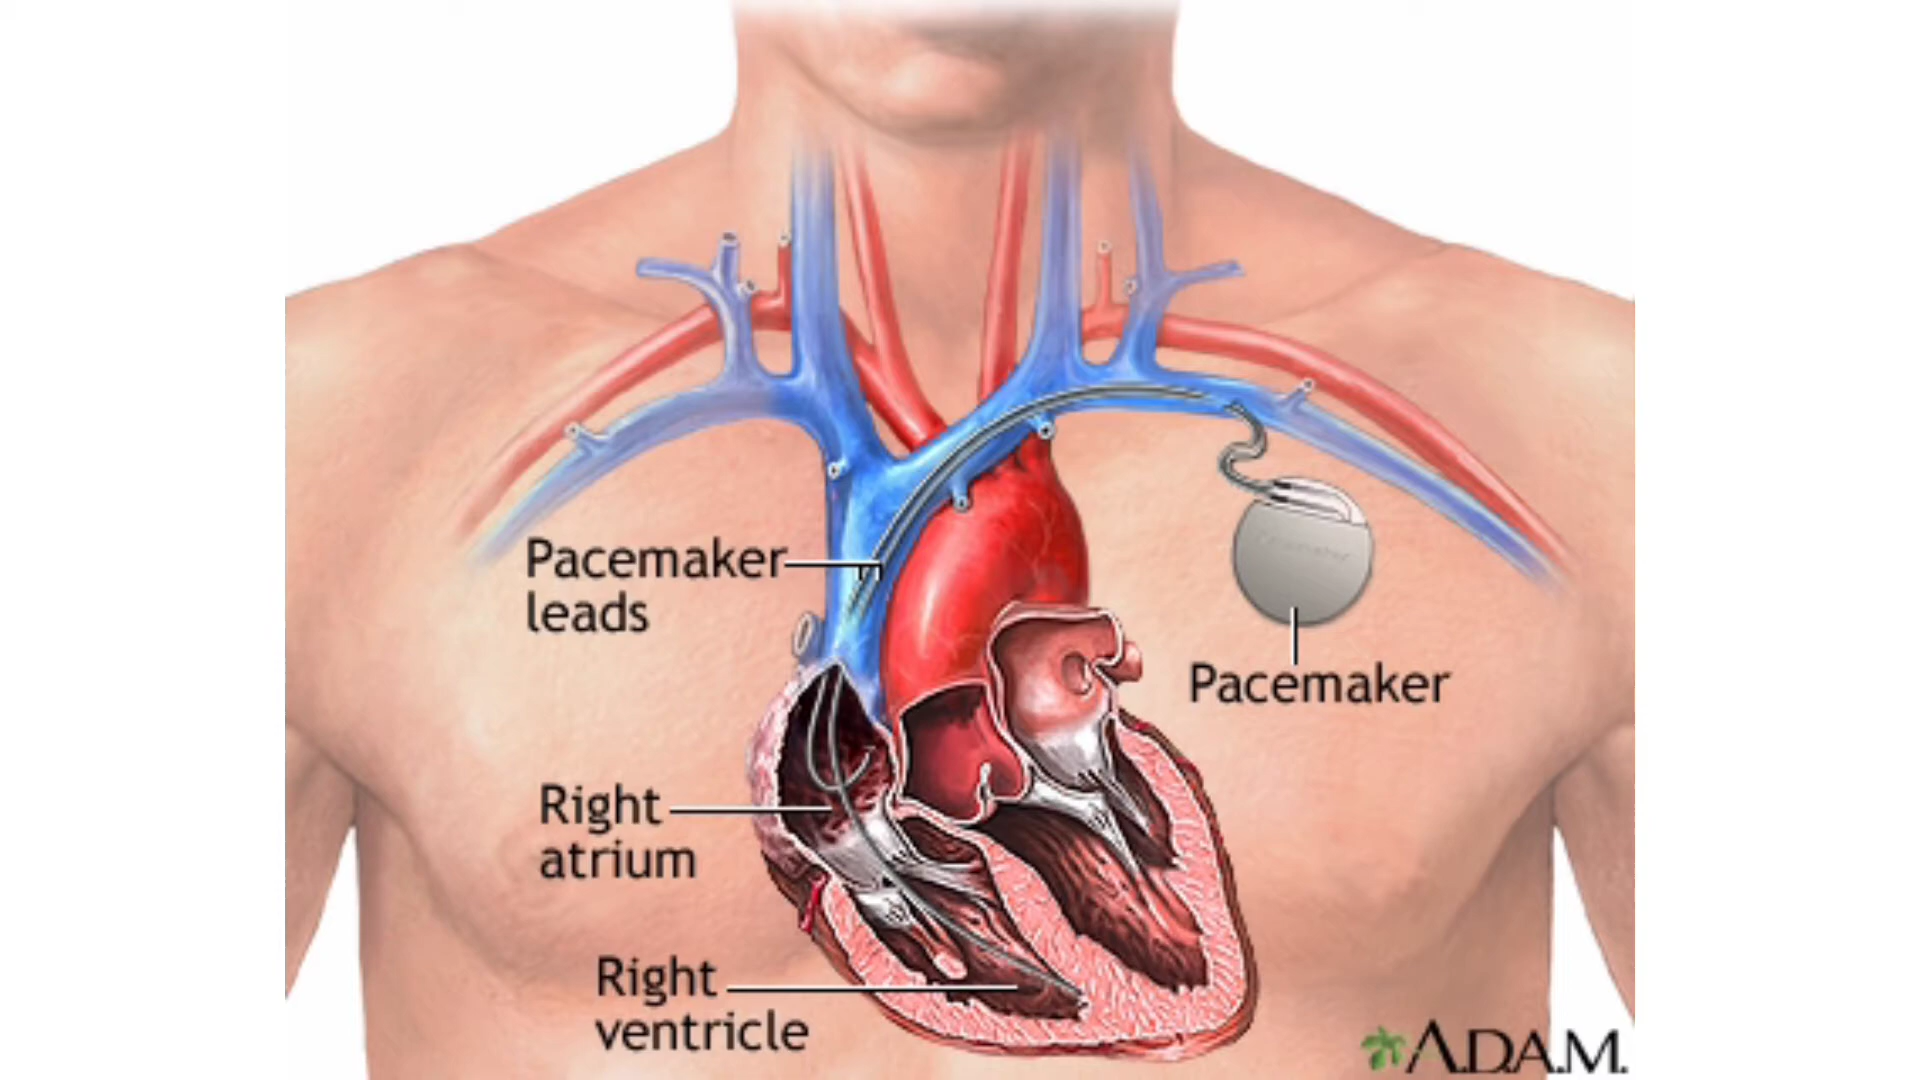 Pacemaker
leads
Pacemaker
Right
atrium
Right
ventricle
A.D.A.M.